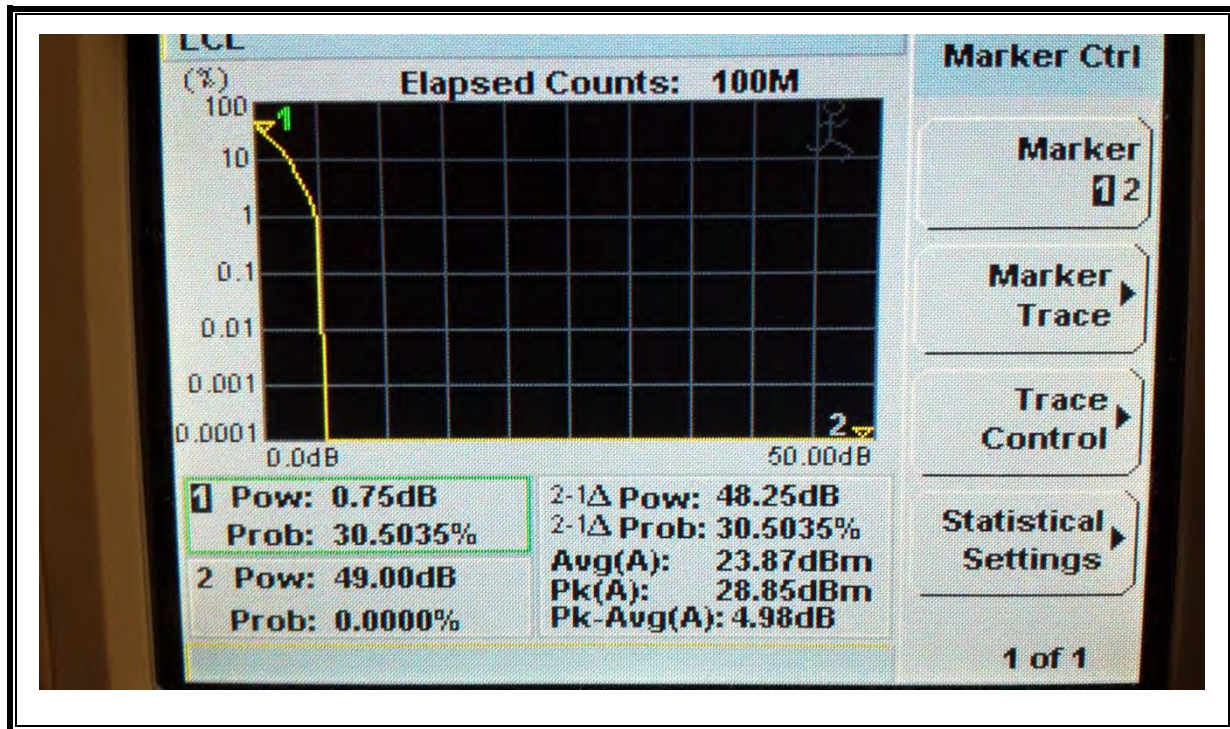 LCL
Marker Ctrl
(%)
Elapsed Counts: 100M
100
10
1
0.1
0.01
0.001
0.0001
1
2
0.0dB
50.00dB
1 Pow: 0.75dB
Prob: 30.5035%
2 Pow: 49.00dB
Prob: 0.0000%
2-1Δ Pow: 48.25dB
2-1Δ Prob: 30.5035%
Avg(A): 23.87dBm
Pk(A): 28.85dBm
Pk-Avg(A): 4.98dB
Marker
1 2
Marker
Trace
Trace
Control
Statistical
Settings
1 of 1